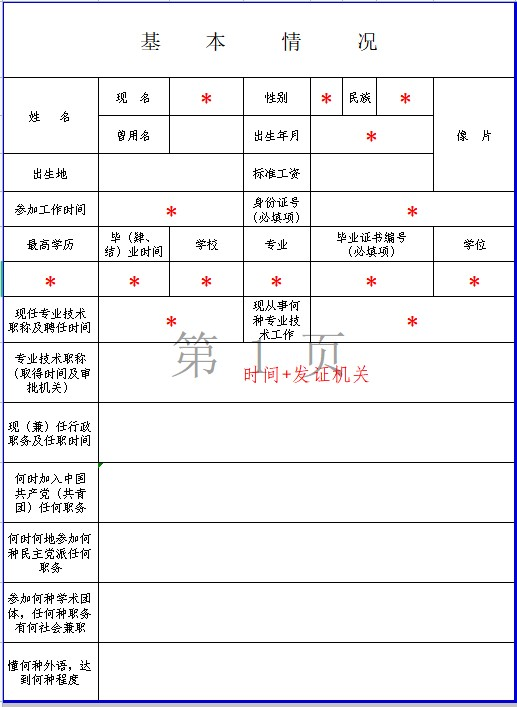 基 本 情 况
姓 名
现 名
*
性别
*
民族
*
像 片
曾用名
出生年月
*
出生地
标准工资
参加工作时间
*
身份证号
(必填项)
*
最高学历
毕（肄、
结）业时间
学校
专业
毕业证书编号
(必填项)
学位
*
*
*
*
*
*
现任专业技术
职称及聘任时间
*
现从事何
种专业技
术工作
*
第 1 页
专业技术职称
（取得时间及审
批机关）
时间+发证机关
现（兼）任行政
职务及任职时间
何时加入中国
共产党（共青
团）任何职务
何时何地参加何
种民主党派任何
职务
参加何种学术团
体，任何种职务
有何社会兼职
懂何种外语，达
到何种程度